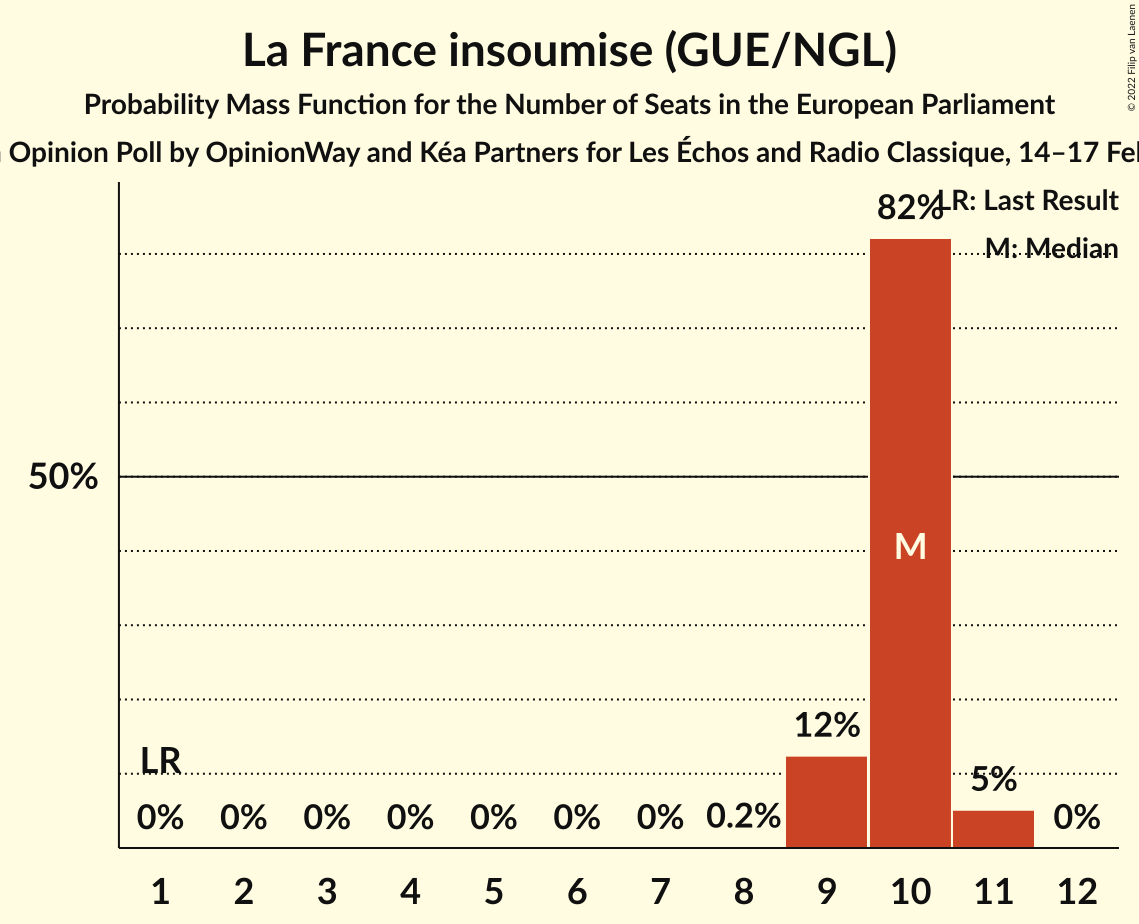 La France insoumise (GUE/NGL)
Probability Mass Function for the Number of Seats in the European Parliament
Opinion Poll by OpinionWay and Kéa Partners for Les Échos and Radio Classique, 14–17
© 2022 Filip van Laenen
LR: Last Result
M: Median
82%
50%
M
12%
LR
5%
0% 0% 0% 0% 0% 0% 0% 0.2% 0%
1 2 3 4 5 6 7 8 9 10 11 12